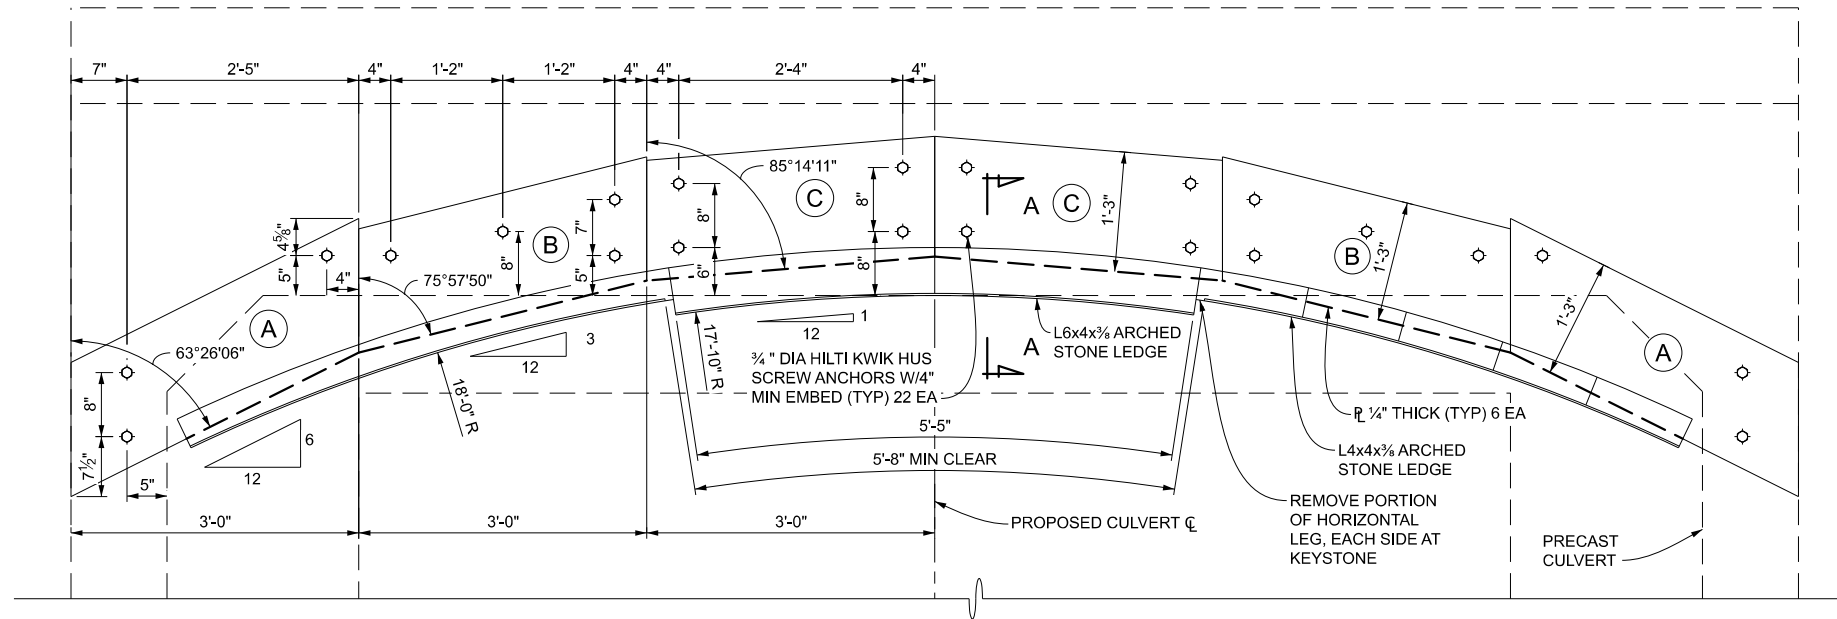 7" 2'-5" 4" 1'-2" 1'-2" 4" 4" 2'-4" 4"
85°14'11"
C
C
A
8"
8"
1'-3"
7"
4⅝"
B
B
1'-3"
8"
5"
5"
6"
8"
4"
75°57'50"
1'-3"
A
A
63°26'06"
3
12
1
12
17'-10" R
18'-0" R
L6x4x⅜ ARCHED
STONE LEDGE
A
¾ " DIA HILTI KWIK HUS
SCREW ANCHORS W/4"
MIN EMBED (TYP) 22 EA
8"
7½"
6
12
5"
5'-5"
5'-8" MIN CLEAR
℄ ¼" THICK (TYP) 6 EA
L4x4x⅜ ARCHED
STONE LEDGE
REMOVE PORTION
OF HORIZONTAL
LEG, EACH SIDE AT
KEYSTONE
3'-0" 3'-0" 3'-0"
PROPOSED CULVERT ℄
PRECAST
CULVERT